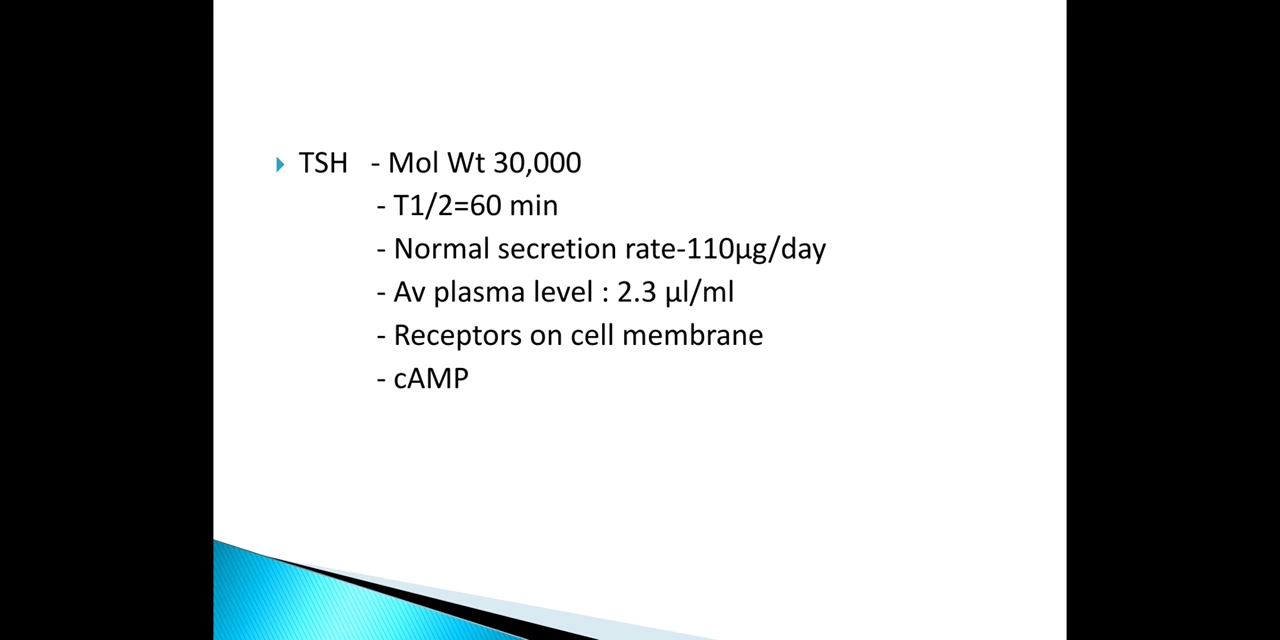 TSH - Mol Wt 30,000
- T1/2=60 min
- Normal secretion rate-110µg/day
- Av plasma level : 2.3 µl/ml
- Receptors on cell membrane
- cAMP